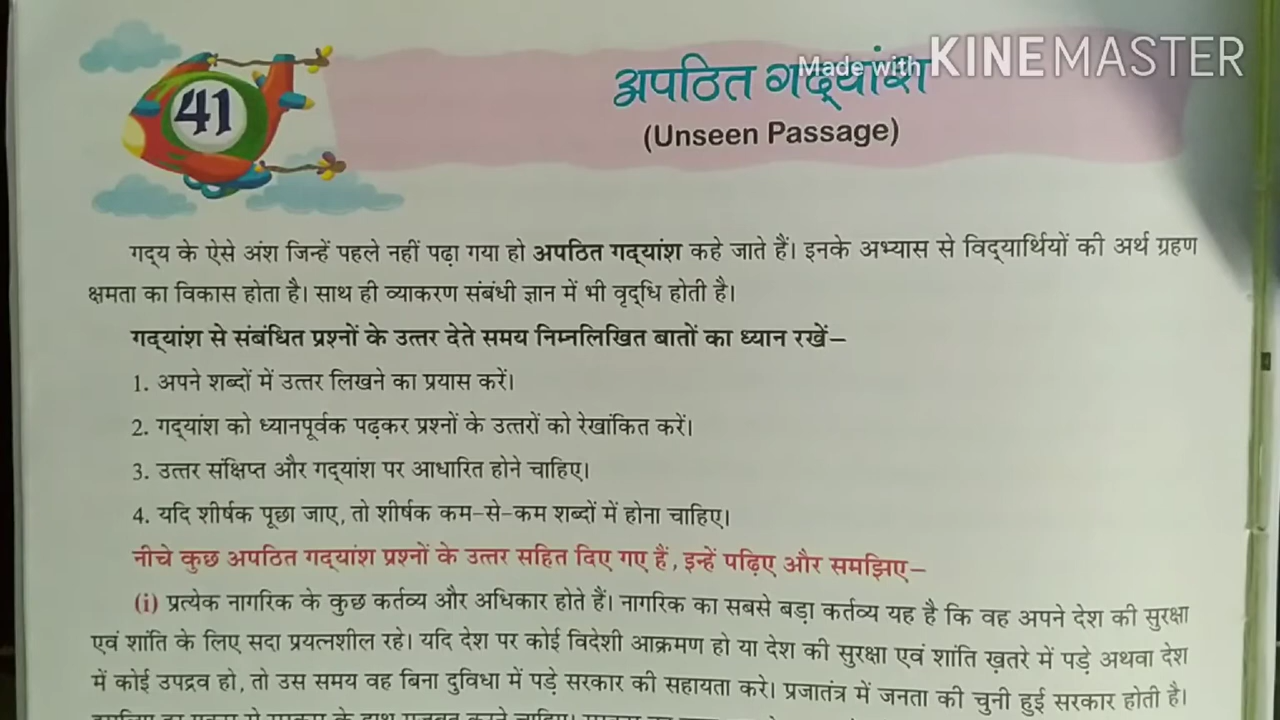 41
अपठित गद्यांश
Made with KINEMASTER
(Unseen Passage)
गद्य के ऐसे अंश जिन्हें पहले नहीं पढ़ा गया हो अपठित गद्यांश कहे जाते हैं। इनके अभ्यास से विद्यार्थियों की अर्थ ग्रहण
क्षमता का विकास होता है। साथ ही व्याकरण संबंधी ज्ञान में भी वृद्धि होती है।
गद्यांश से संबंधित प्रश्नों के उत्तर देते समय निम्नलिखित बातों का ध्यान रखें–
1. अपने शब्दों में उत्तर लिखने का प्रयास करें।
2. गद्यांश को ध्यानपूर्वक पढ़कर प्रश्नों के उत्तरों को रेखांकित करें।
3. उत्तर संक्षिप्त और गद्यांश पर आधारित होने चाहिए।
4. यदि शीर्षक पूछा जाए, तो शीर्षक कम-से-कम शब्दों में होना चाहिए।
नीचे कुछ अपठित गद्यांश प्रश्नों के उत्तर सहित दिए गए हैं, इन्हें पढ़िए और समझिए–
(i) प्रत्येक नागरिक के कुछ कर्तव्य और अधिकार होते हैं। नागरिक का सबसे बड़ा कर्तव्य यह है कि वह अपने देश की सुरक्षा
एवं शांति के लिए सदा प्रयत्नशील रहे। यदि देश पर कोई विदेशी आक्रमण हो या देश की सुरक्षा एवं शांति ख़तरे में पड़े अथवा देश
में कोई उपद्रव हो, तो उस समय वह बिना दुविधा में पड़े सरकार की सहायता करे। प्रजातंत्र में जनता की चुनी हुई सरकार होती है।